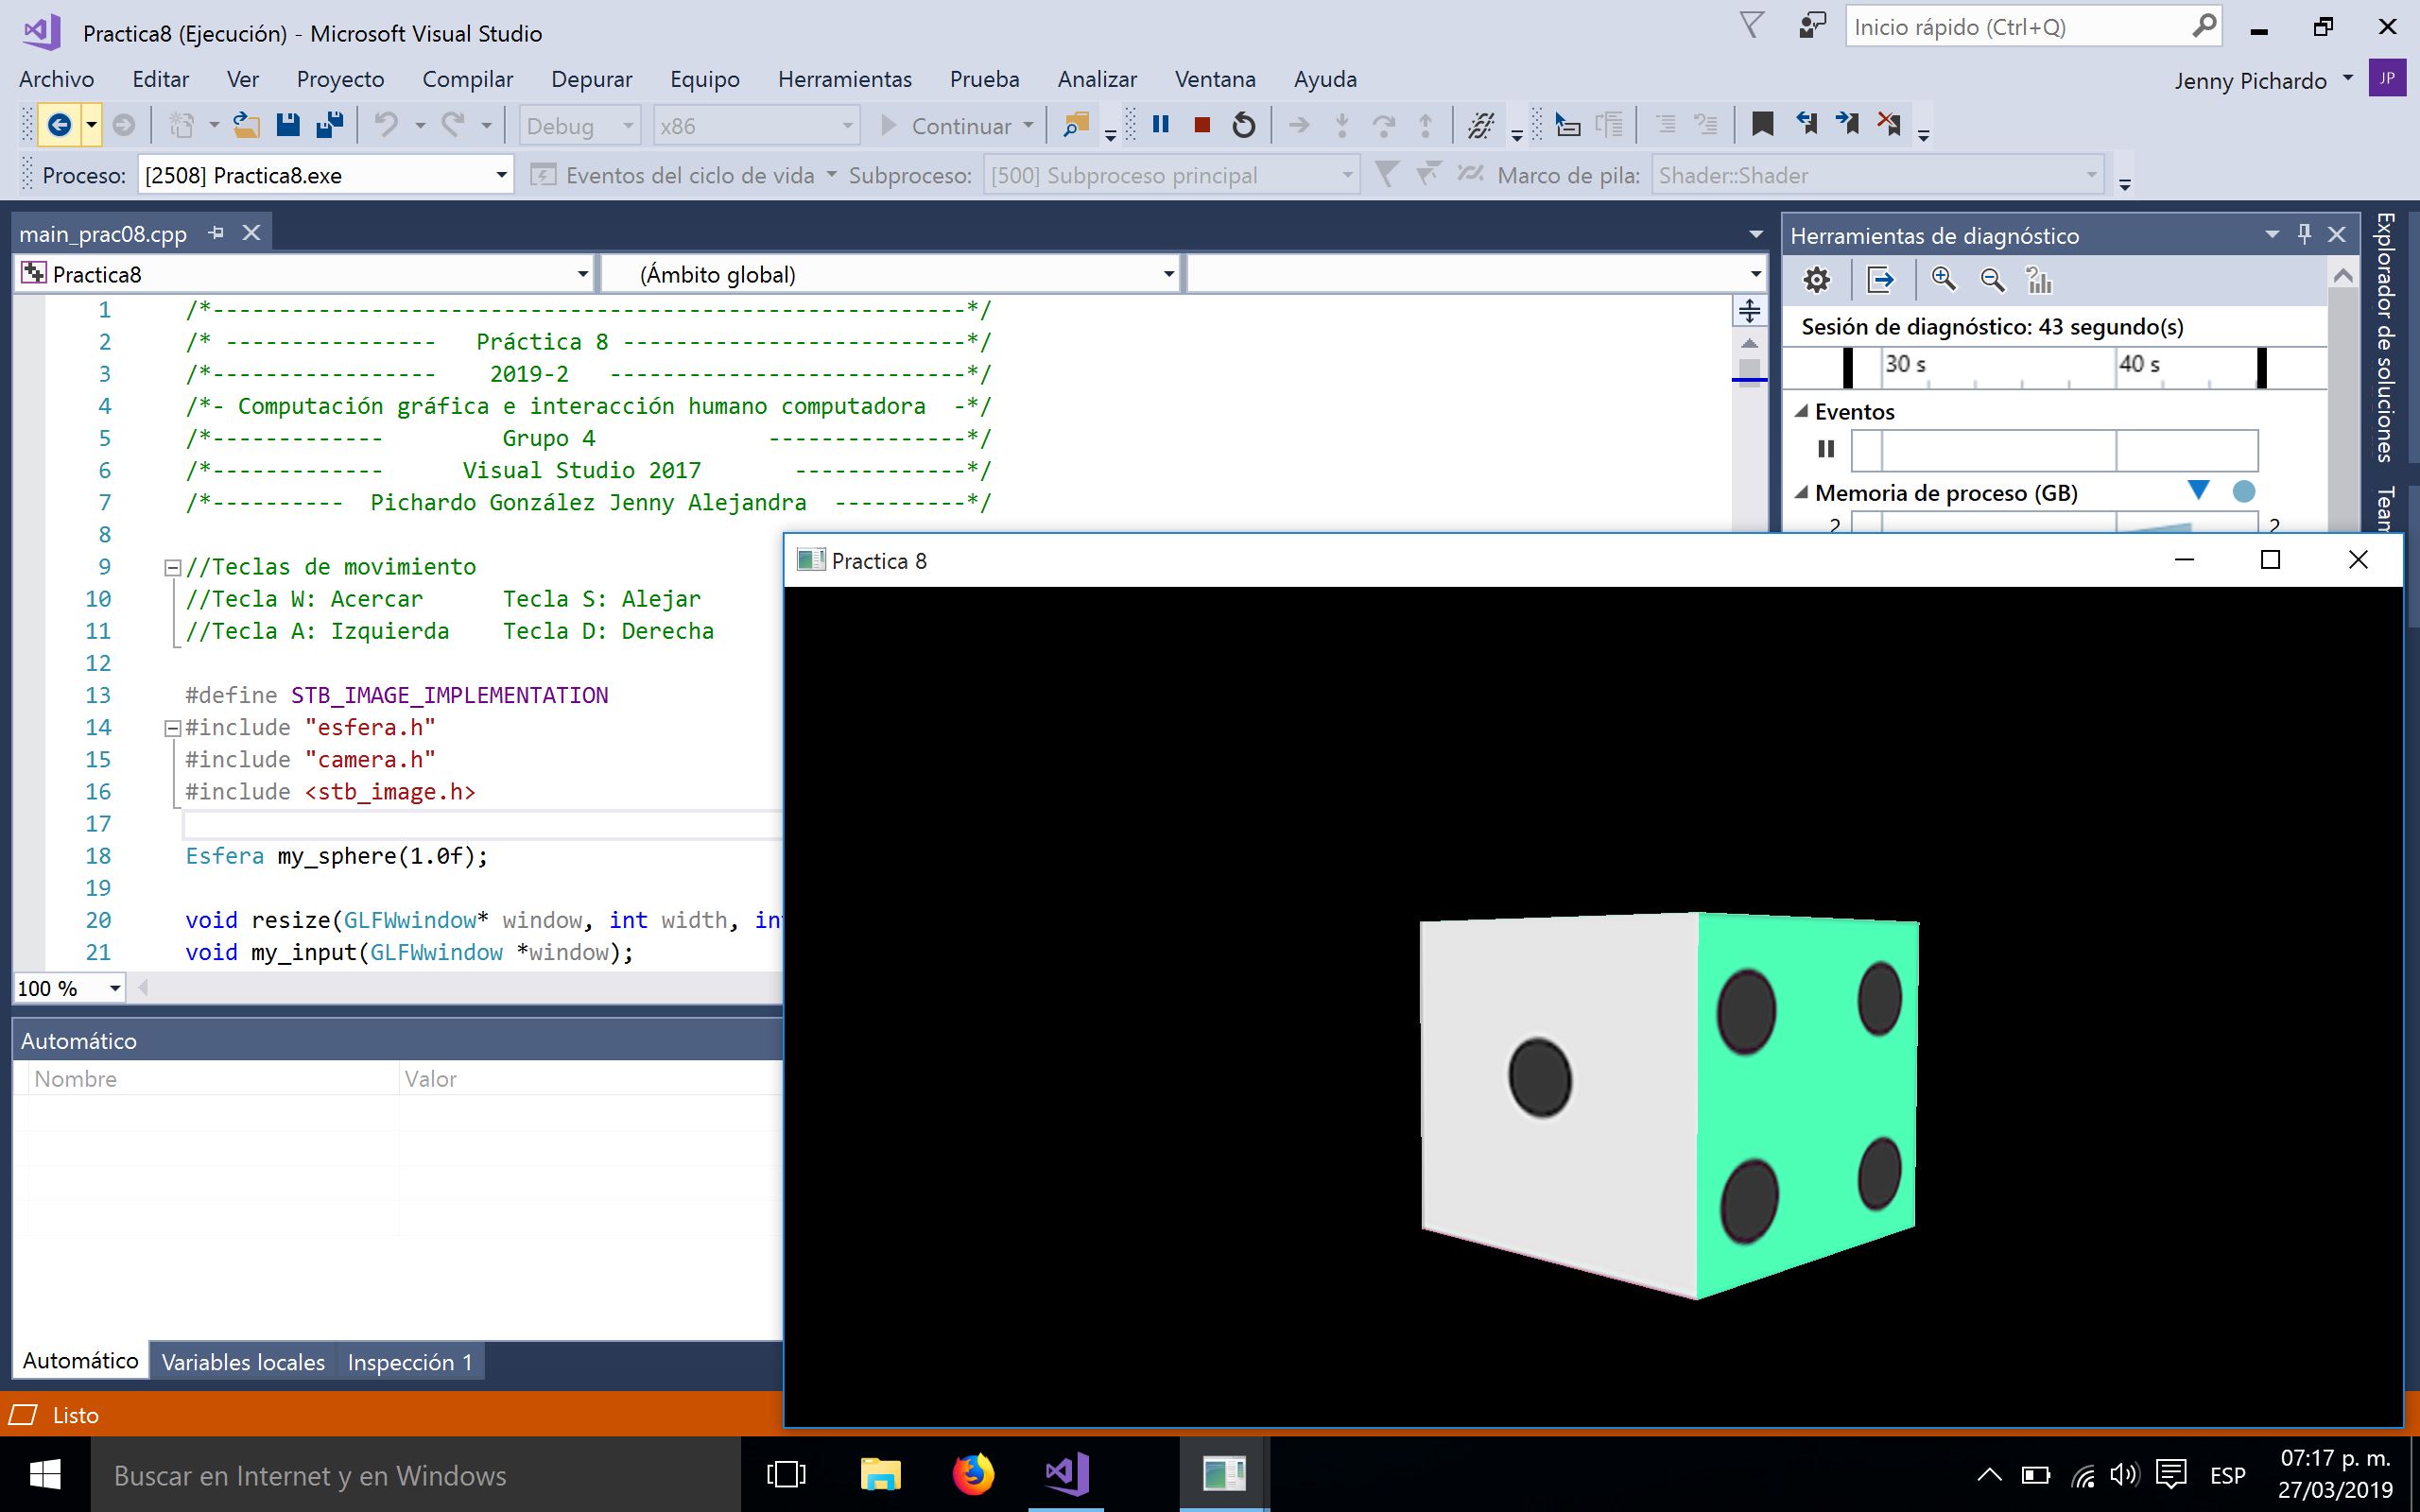 Practica8 (Ejecución) - Microsoft Visual Studio
Inicio rápido (Ctrl+Q)
Archivo Editar Ver Proyecto Compilar Depurar Equipo Herramientas Prueba Analizar Ventana Ayuda
Jenny Pichardo JP
Debug x86 Continuar
Proceso: [2508] Practica8.exe Eventos del ciclo de vida Subproceso: [500] Subproceso principal Marco de pila: Shader::Shader
main_prac08.cpp
Practica8 (Ámbito global)
1 /*---------------------------------------------------------*/
2 /* ---------------- Práctica 8 --------------------------*/
3 /*----------------- 2019-2 ---------------------------*/
4 /*- Computación gráfica e interacción humano computadora -*/
5 /*------------- Grupo 4 ---------------*/
6 /*------------- Visual Studio 2017 -------------*/
7 /*---------- Pichardo González Jenny Alejandra ----------*/
8
9 //Teclas de movimiento
10 //Tecla W: Acercar Tecla S: Alejar
11 //Tecla A: Izquierda Tecla D: Derecha
12
13 #define STB_IMAGE_IMPLEMENTATION
14 #include "esfera.h"
15 #include "camera.h"
16 #include <stb_image.h>
17
18 Esfera my_sphere(1.0f);
19
20 void resize(GLFWwindow* window, int width, in
21 void my_input(GLFWwindow *window);
100 %
Herramientas de diagnóstico
Sesión de diagnóstico: 43 segundo(s)
30 s 40 s
Eventos
Memoria de proceso (GB)
2 2
Explorador de soluciones
Team
Practica 8
Automático
Nombre Valor
Automático Variables locales Inspección 1
Listo
Buscar en Internet y en Windows
ESP
07:17 p. m.
27/03/2019